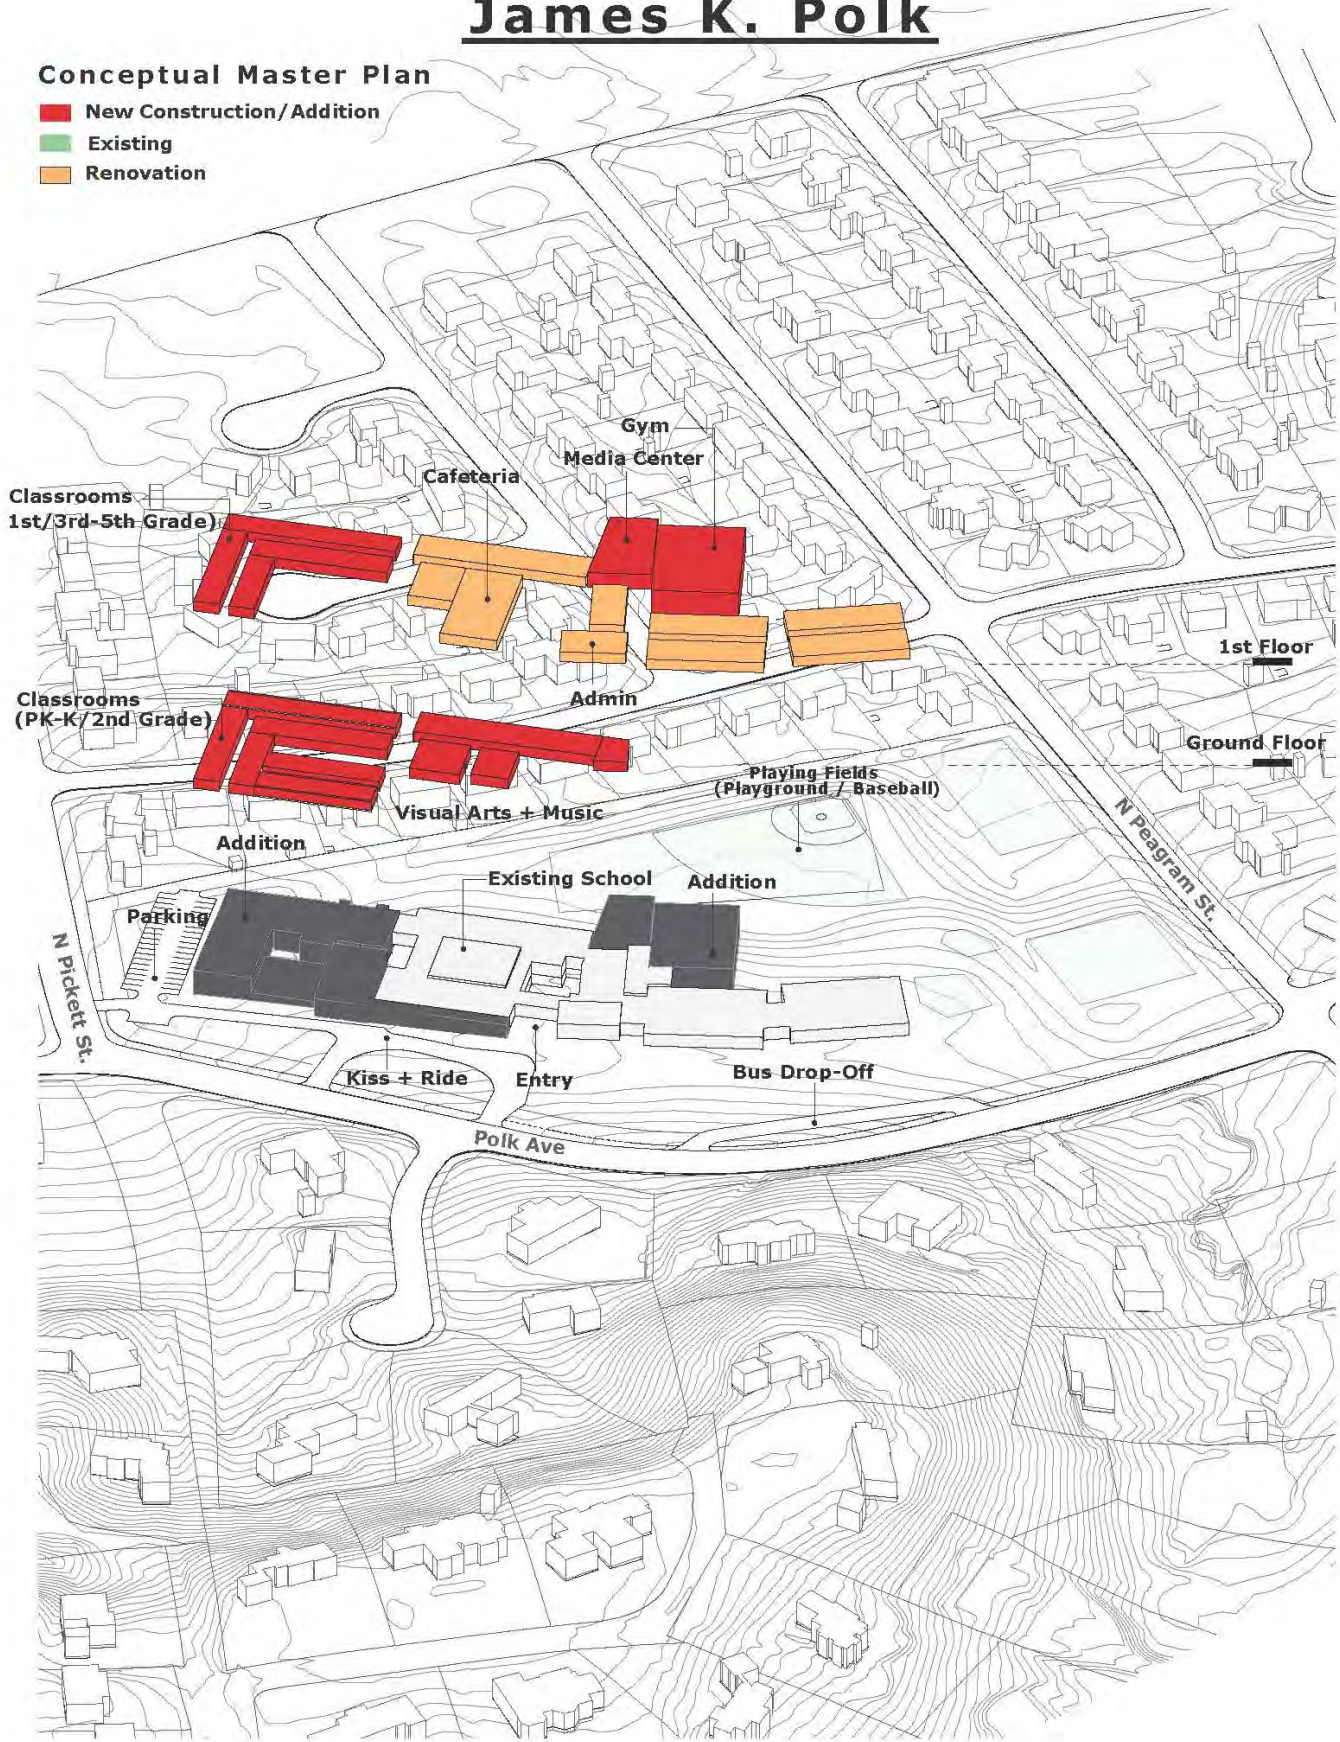 James K. Polk
Conceptual Master Plan
New Construction/Addition
Existing
Renovation
Gym
Media Center
Cafeteria
Classrooms
1st/3rd-5th Grade)
1st Floor
Admin
Classrooms
(PK-K/2nd Grade)
Ground Floor
Playing Fields
(Playground / Baseball)
Visual Arts + Music
Addition
Existing School
Addition
Parking
N Peagram St.
N Pickett St.
Kiss + Ride
Entry
Bus Drop-Off
Polk Ave